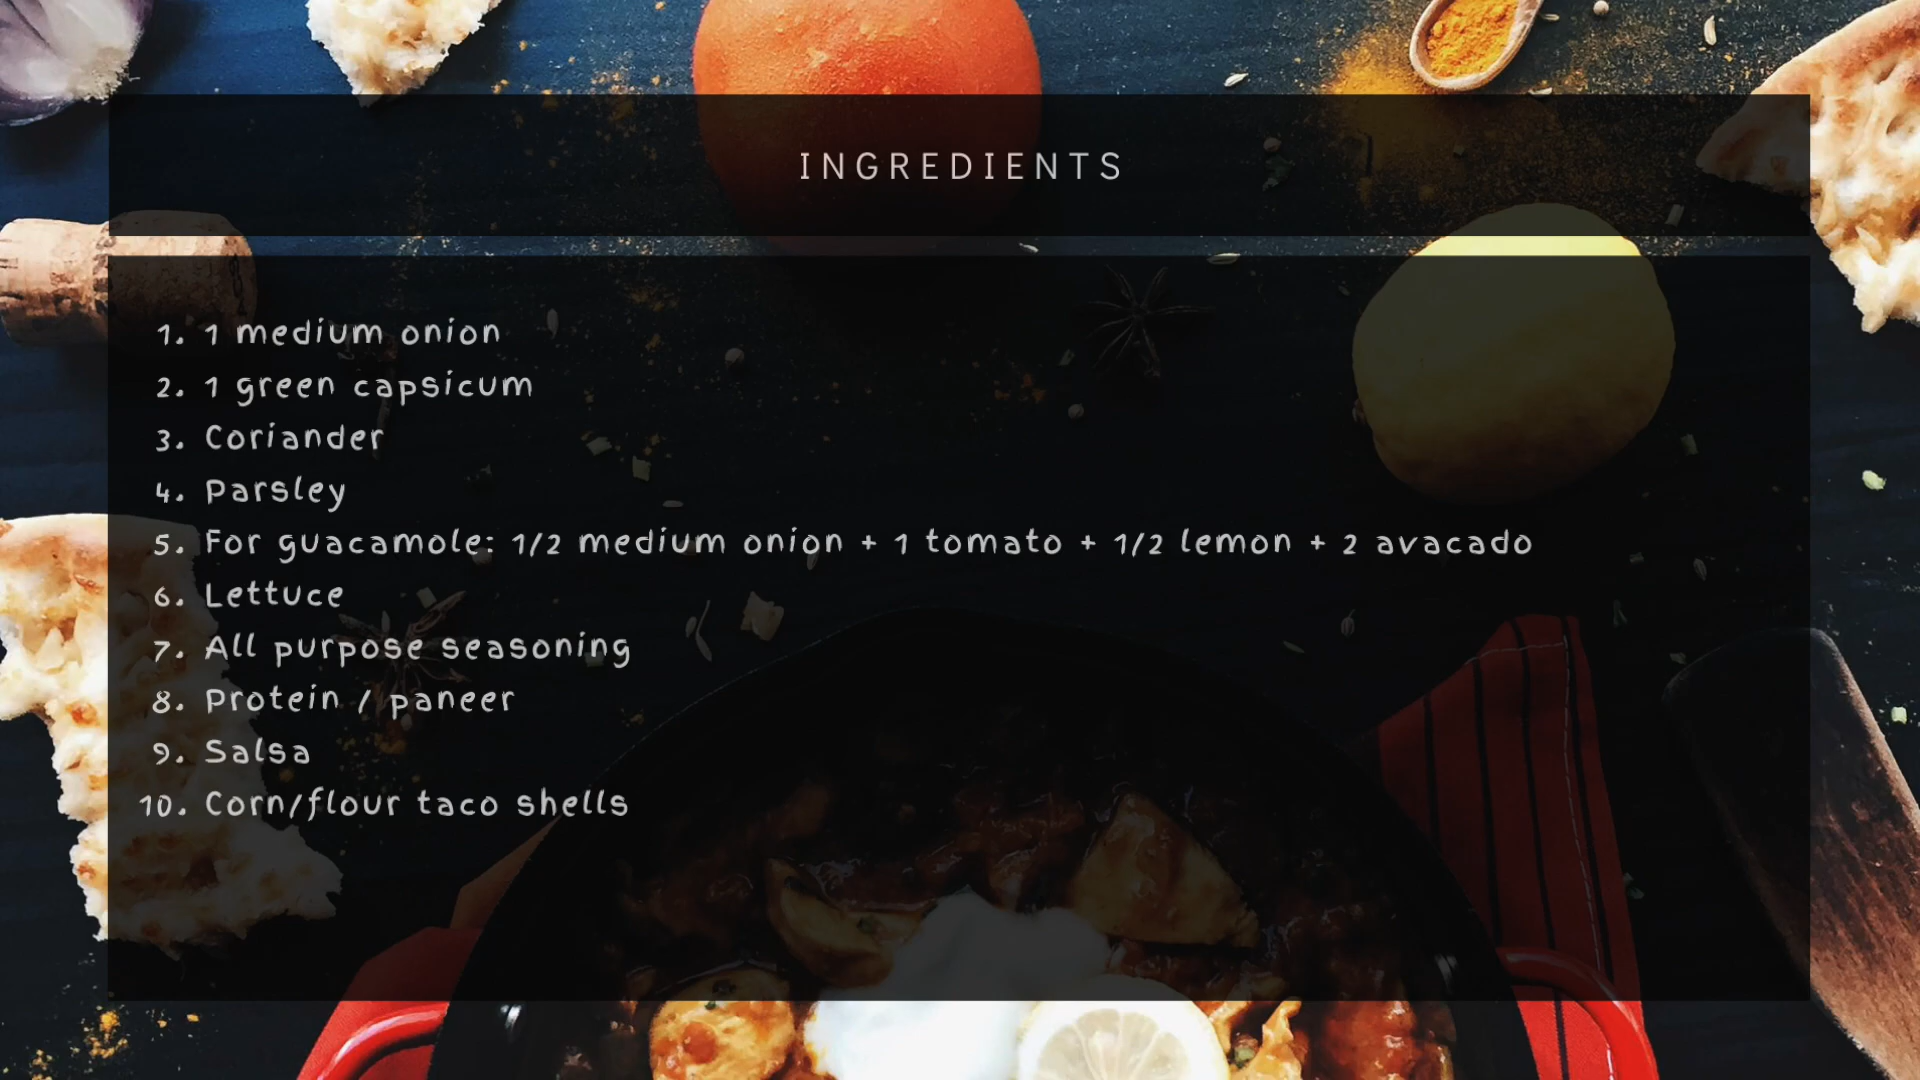 INGREDIENTS
1. 1 medium onion
2. 1 green capsicum
3. Coriander
4. Parsley
5. For guacamole: 1/2 medium onion + 1 tomato + 1/2 lemon + 2 avacado
6. Lettuce
7. All purpose seasoning
8. Protein / paneer
9. Salsa
10. Corn/flour taco shells